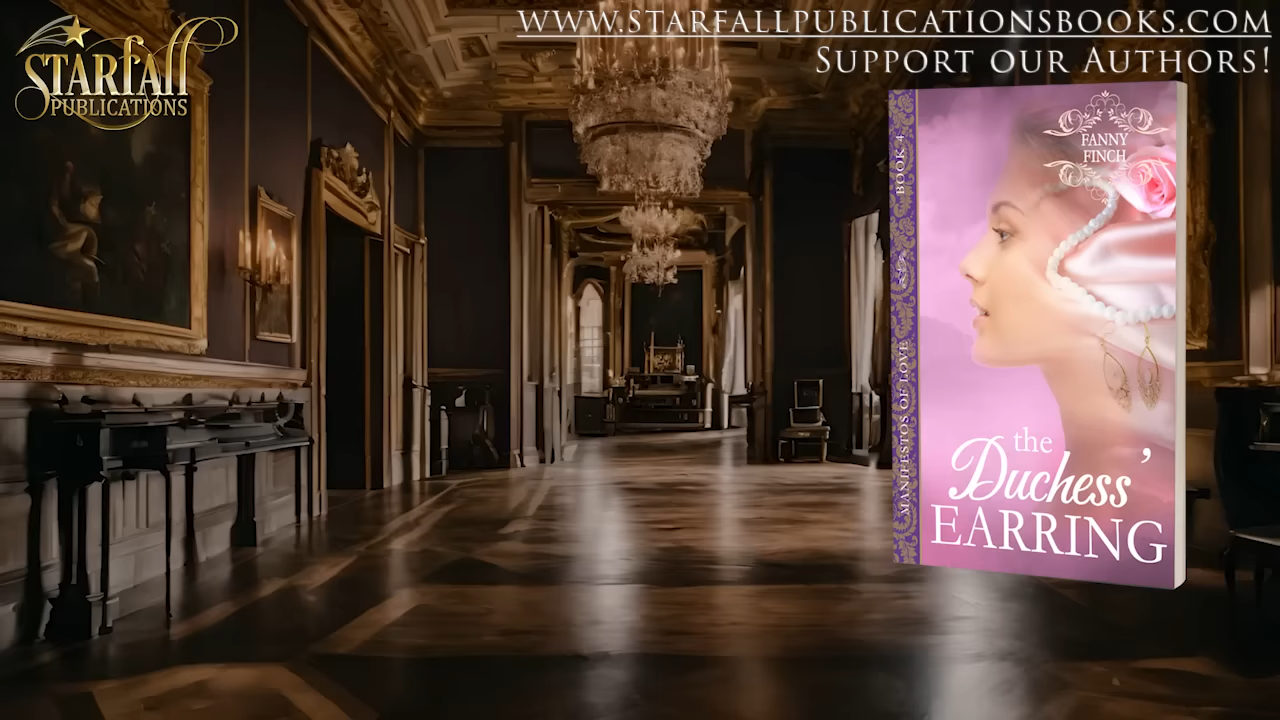 STARfall
PUBLICATIONS
WWW.STARFALLPUBLICATIONSBOOKS.COM
SUPPORT OUR AUTHORS!
BOOK 4
MANIFESTOS OF LOVE
FANNY
FINCH
the
Duchess'
EARRING